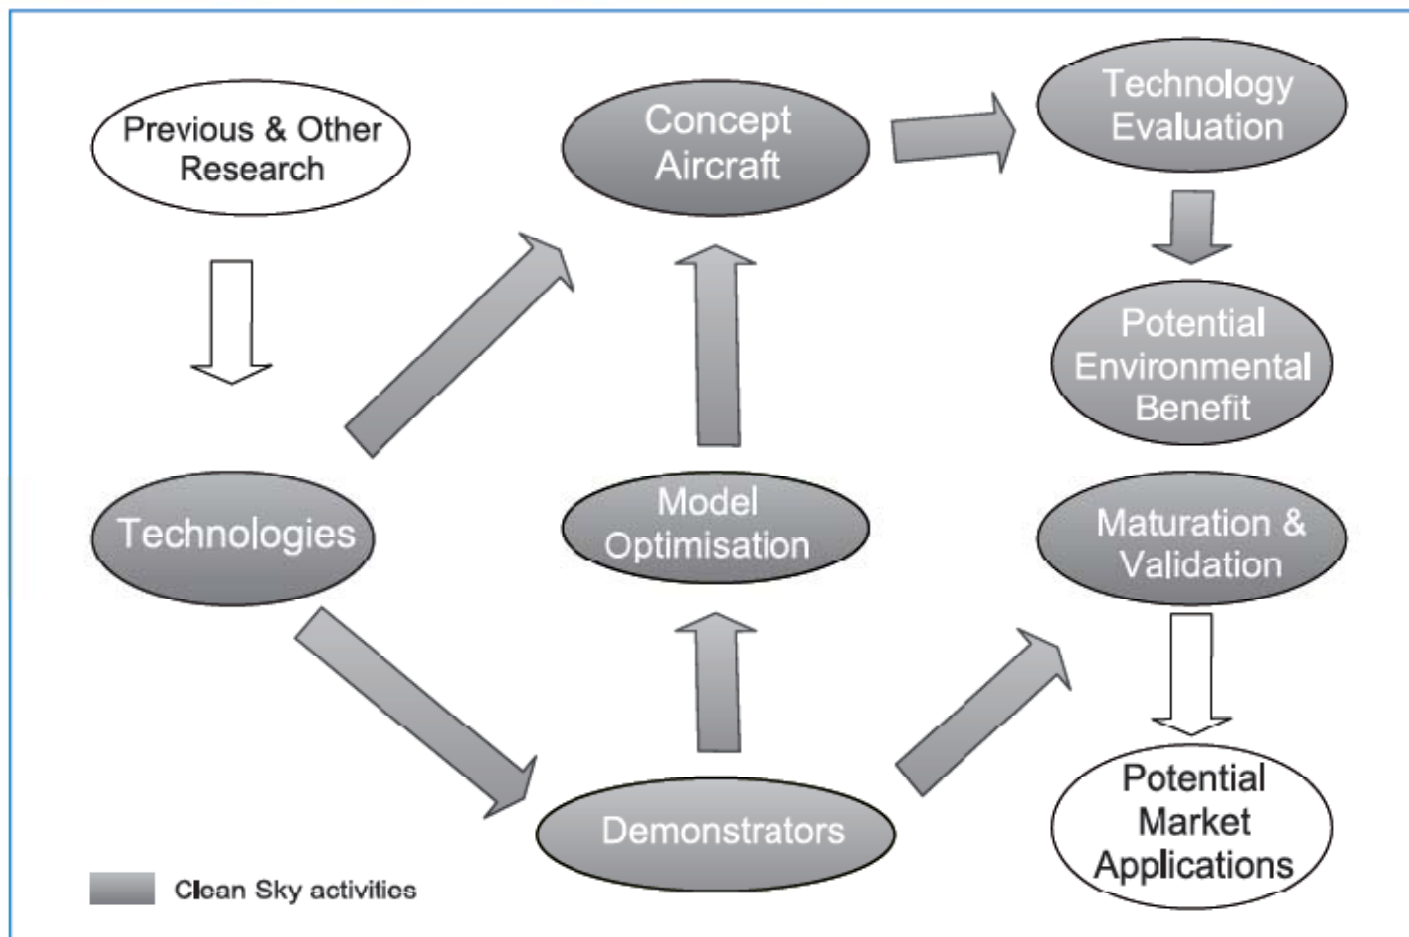 Previous & Other
Research
Concept
Aircraft
Technology
Evaluation
Potential
Environmental
Benefit
Technologies
Model
Optimisation
Maturation &
Validation
Demonstrators
Potential
Market
Applications
Clean Sky activities